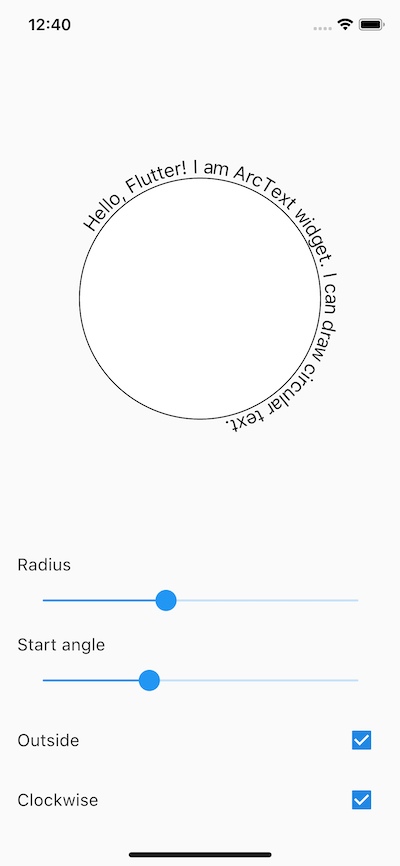 12:40
Hello, Flutter! I am ArcText widget. I can draw circular text.
Radius
Start angle
Outside
Clockwise